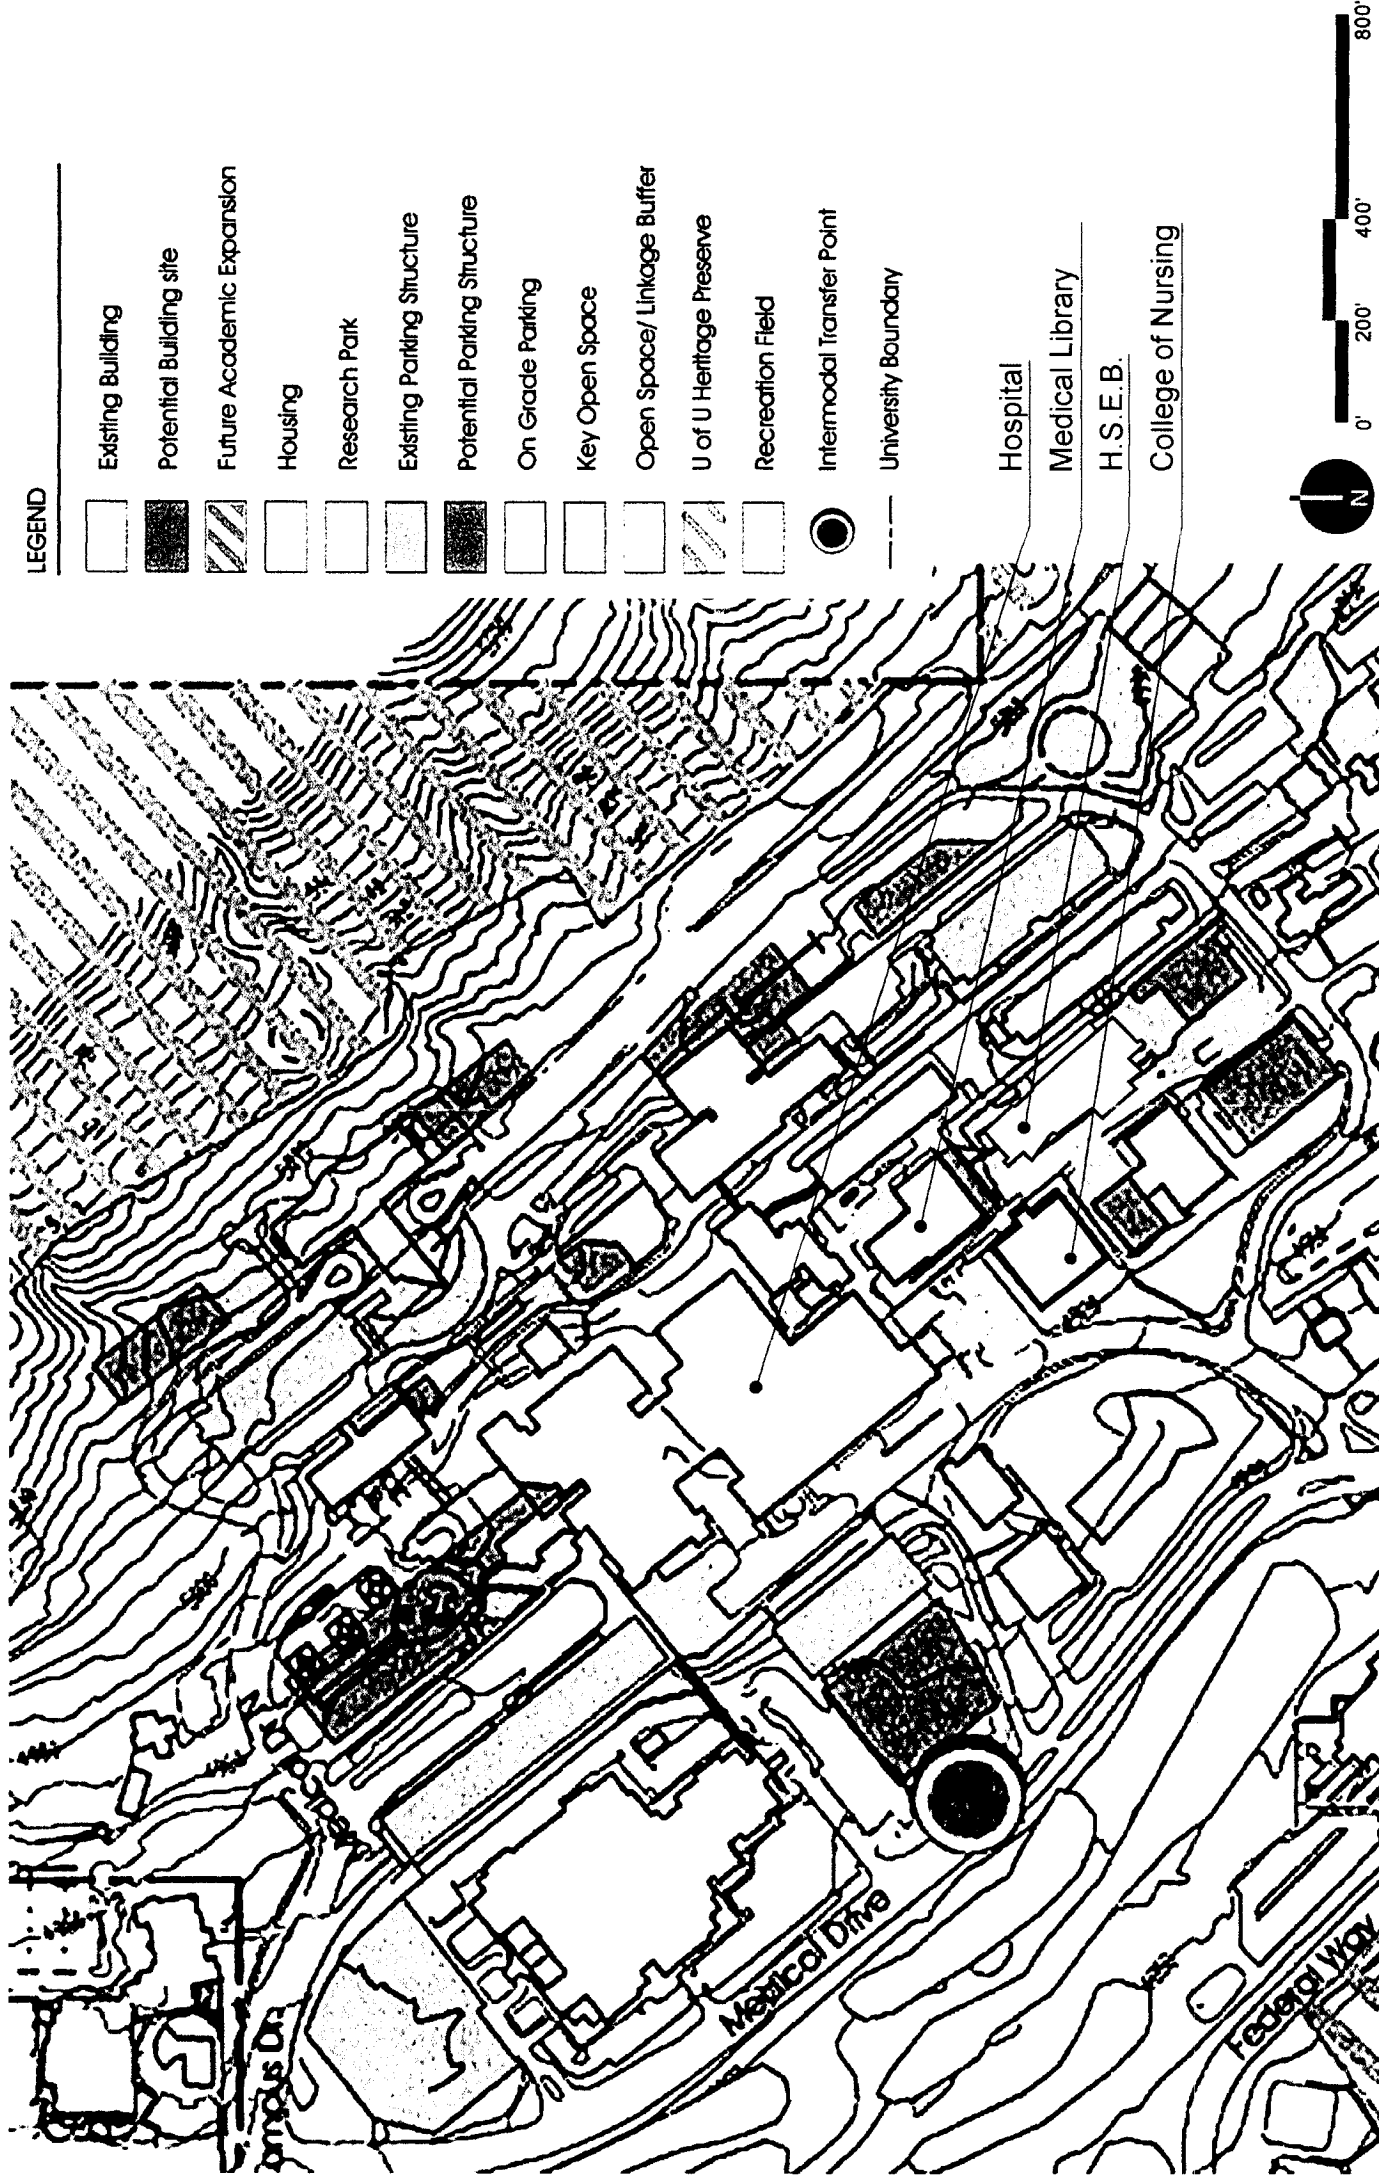 LEGEND
Existing Building
Potential Building site
Future Academic Expansion
Housing
Research Park
Existing Parking Structure
Potential Parking Structure
On Grade Parking
Key Open Space
Open Space/ Linkage Buffer
U of U Heritage Preserve
Recreation Field
Intermodal Transfer Point
University Boundary
Hospital
Medical Library
H.S.E.B.
College of Nursing
N
0' 200' 400' 800'
Medical Drive
Federal Way